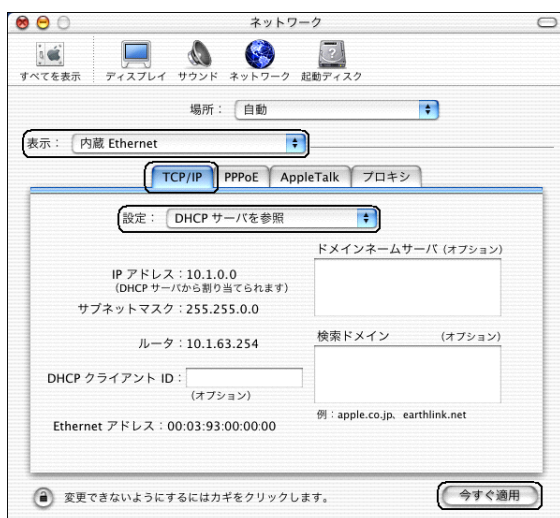 ネットワーク
すべてを表示 ディスプレイ サウンド ネットワーク 起動ディスク
場所： 自動
表示： 内蔵 Ethernet
TCP/IP PPPoE AppleTalk プロキシ
設定： DHCP サーバを参照
ドメインネームサーバ (オプション)
IP アドレス：10.1.0.0
(DHCP サーバから割り当てられます)
サブネットマスク：255.255.0.0
ルータ：10.1.63.254
検索ドメイン (オプション)
DHCP クライアント ID：
(オプション)
例：apple.co.jp、earthlink.net
Ethernet アドレス：00:03:93:00:00:00
変更できないようにするにはカギをクリックします。
今すぐ適用